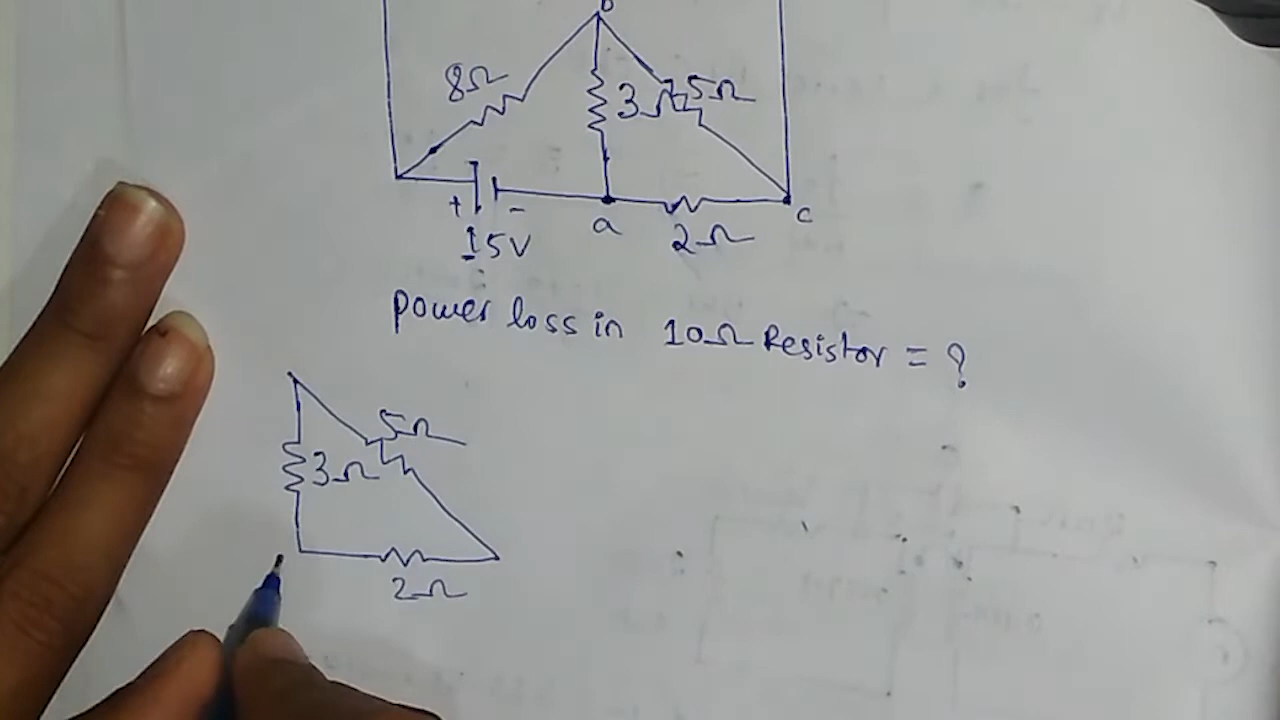 b
8Ω
3Ω
5Ω
+
-
15V
a
2Ω
c
power loss in 10Ω Resistor = ?
5Ω
3Ω
2Ω